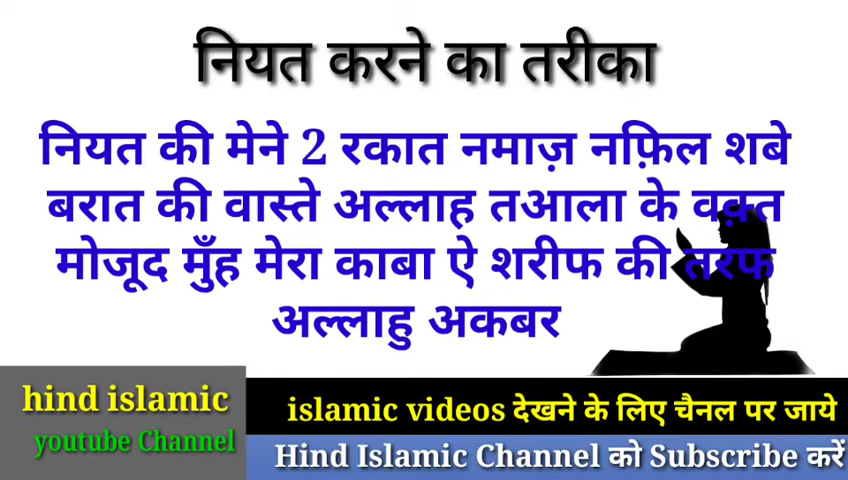 नियत करने का तरीका
नियत की मेने 2 रकात नमाज़ नफ़िल शबे
बरात की वास्ते अल्लाह तआला के वक़्त
मोजूद मुँह मेरा काबा ऐ शरीफ की तरफ
अल्लाहु अकबर
hind islamic
youtube Channel
islamic videos देखने के लिए चैनल पर जाये
Hind Islamic Channel को Subscribe करें